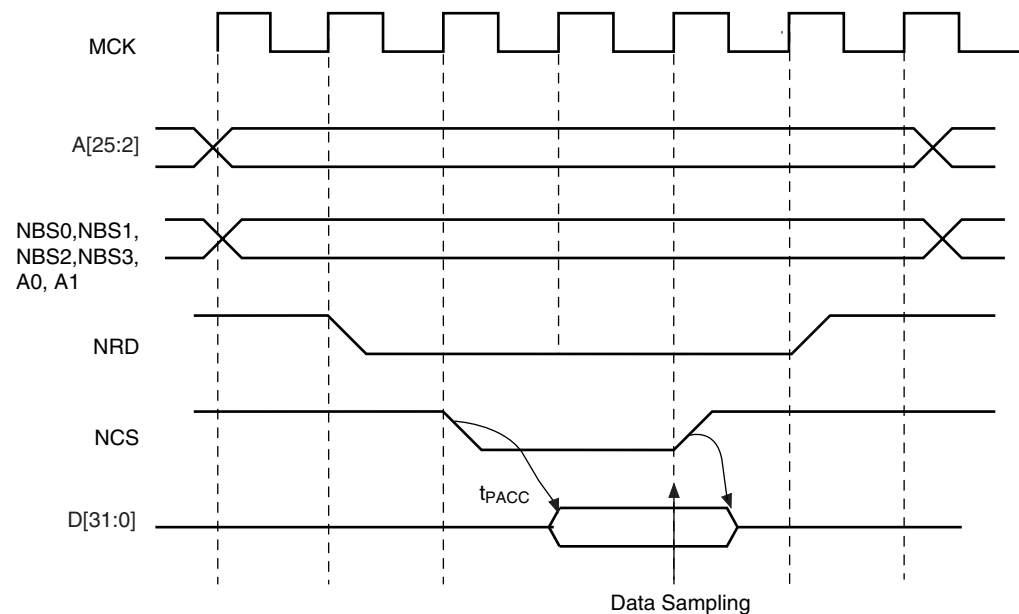 MCK
A[25:2]
NBS0,NBS1,
NBS2,NBS3,
A0, A1
NRD
NCS
tPACC
D[31:0]
Data Sampling